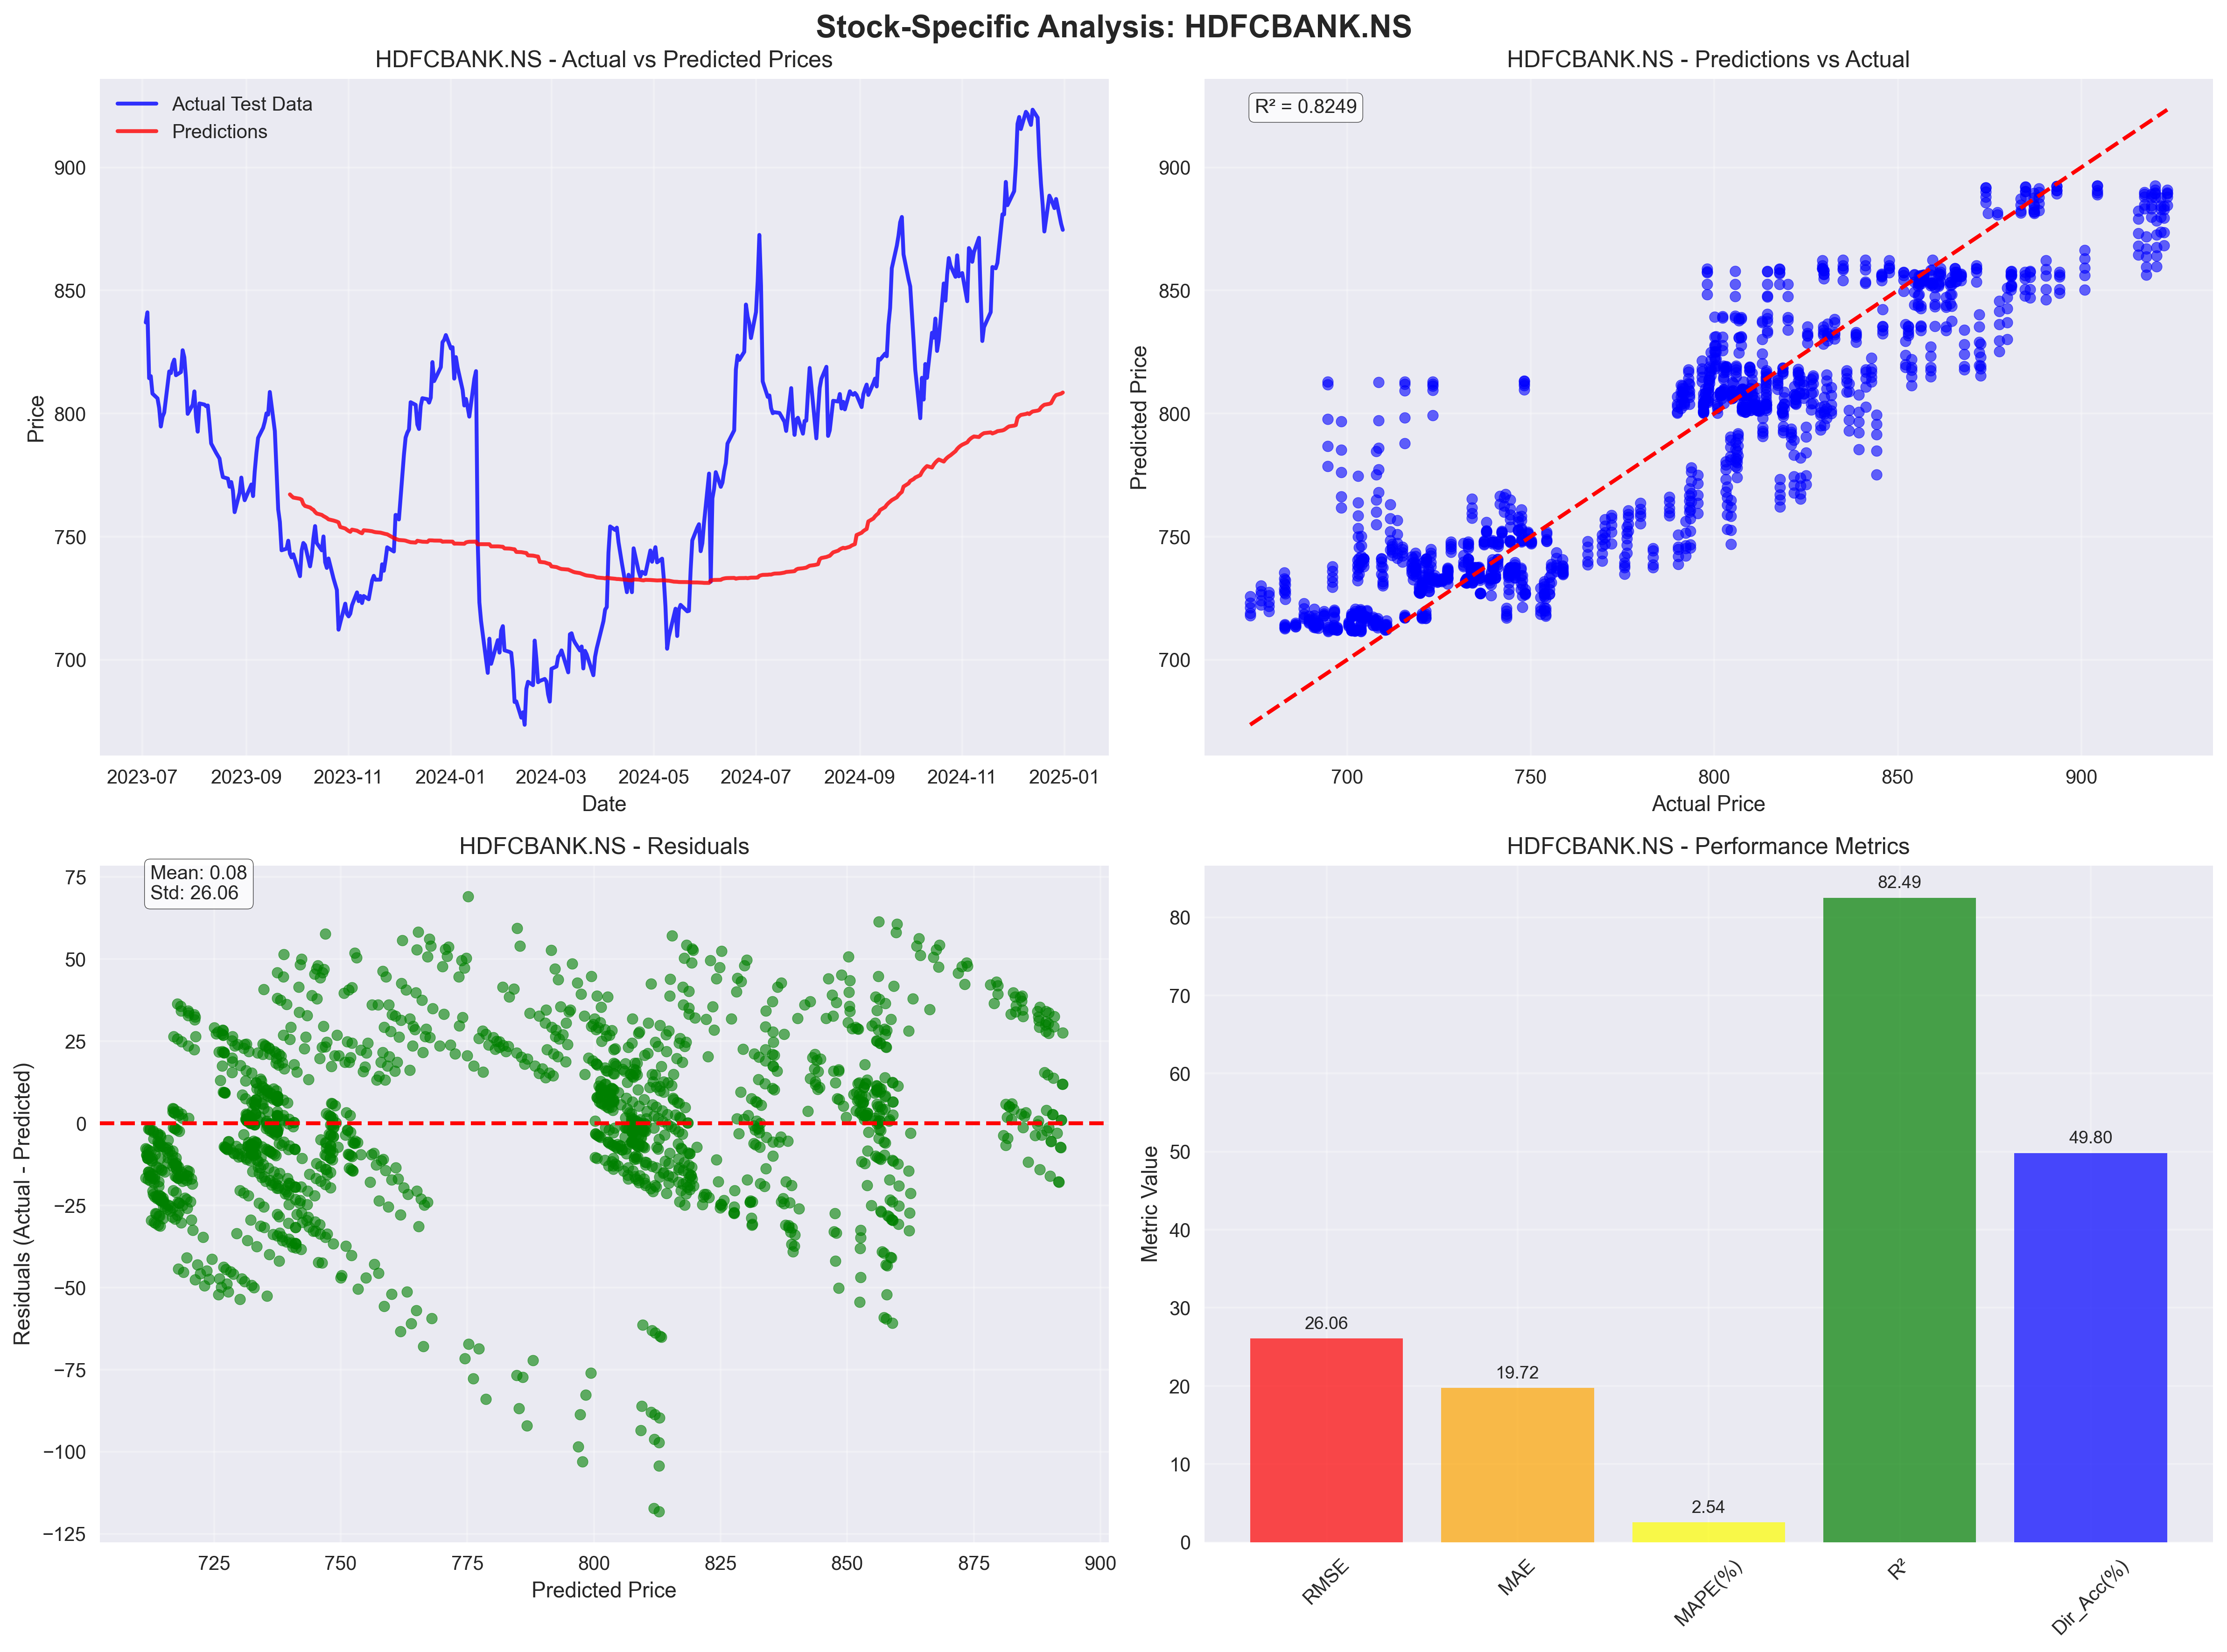 Stock-Specific Analysis: HDFCBANK.NS
HDFCBANK.NS - Actual vs Predicted Prices
Actual Test Data
Predictions
Price
900
850
800
750
700
2023-07 2023-09 2023-11 2024-01 2024-03 2024-05 2024-07 2024-09 2024-11 2025-01
Date
HDFCBANK.NS - Predictions vs Actual
R² = 0.8249
Predicted Price
900
850
800
750
700
700 750 800 850 900
Actual Price
HDFCBANK.NS - Residuals
Mean: 0.08
Std: 26.06
Residuals (Actual - Predicted)
75
50
25
0
−25
−50
−75
−100
−125
725 750 775 800 825 850 875 900
Predicted Price
HDFCBANK.NS - Performance Metrics
Metric Value
80
70
60
50
40
30
20
10
0
26.06
19.72
2.54
82.49
49.80
RMSE
MAE
MAPE(%)
R²
Dir_Acc(%)